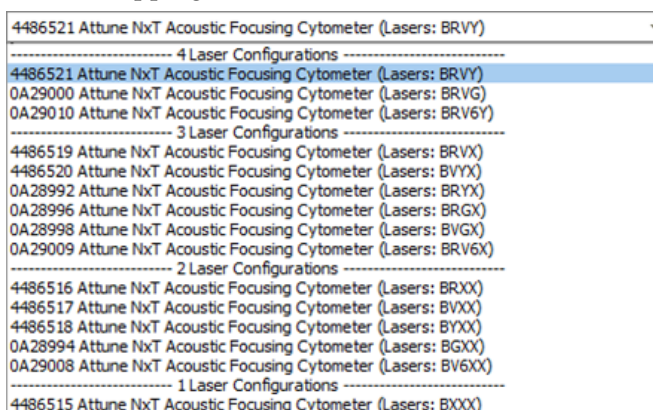 4486521 Attune NxT Acoustic Focusing Cytometer (Lasers: BRVY)
--------------------------- 4 Laser Configurations ---------------------------
4486521 Attune NxT Acoustic Focusing Cytometer (Lasers: BRVY)
0A29000 Attune NxT Acoustic Focusing Cytometer (Lasers: BRVG)
0A29010 Attune NxT Acoustic Focusing Cytometer (Lasers: BRV6Y)
--------------------------- 3 Laser Configurations ---------------------------
4486519 Attune NxT Acoustic Focusing Cytometer (Lasers: BRVX)
4486520 Attune NxT Acoustic Focusing Cytometer (Lasers: BVYX)
0A28992 Attune NxT Acoustic Focusing Cytometer (Lasers: BRYX)
0A28996 Attune NxT Acoustic Focusing Cytometer (Lasers: BRGX)
0A28998 Attune NxT Acoustic Focusing Cytometer (Lasers: BVGX)
0A29009 Attune NxT Acoustic Focusing Cytometer (Lasers: BRV6X)
--------------------------- 2 Laser Configurations ---------------------------
4486516 Attune NxT Acoustic Focusing Cytometer (Lasers: BRXX)
4486517 Attune NxT Acoustic Focusing Cytometer (Lasers: BVXX)
4486518 Attune NxT Acoustic Focusing Cytometer (Lasers: BYXX)
0A28994 Attune NxT Acoustic Focusing Cytometer (Lasers: BGXX)
0A29008 Attune NxT Acoustic Focusing Cytometer (Lasers: BV6XX)
--------------------------- 1 Laser Configurations ---------------------------
4486515 Attune NxT Acoustic Focusing Cytometer (Lasers: BXXX)